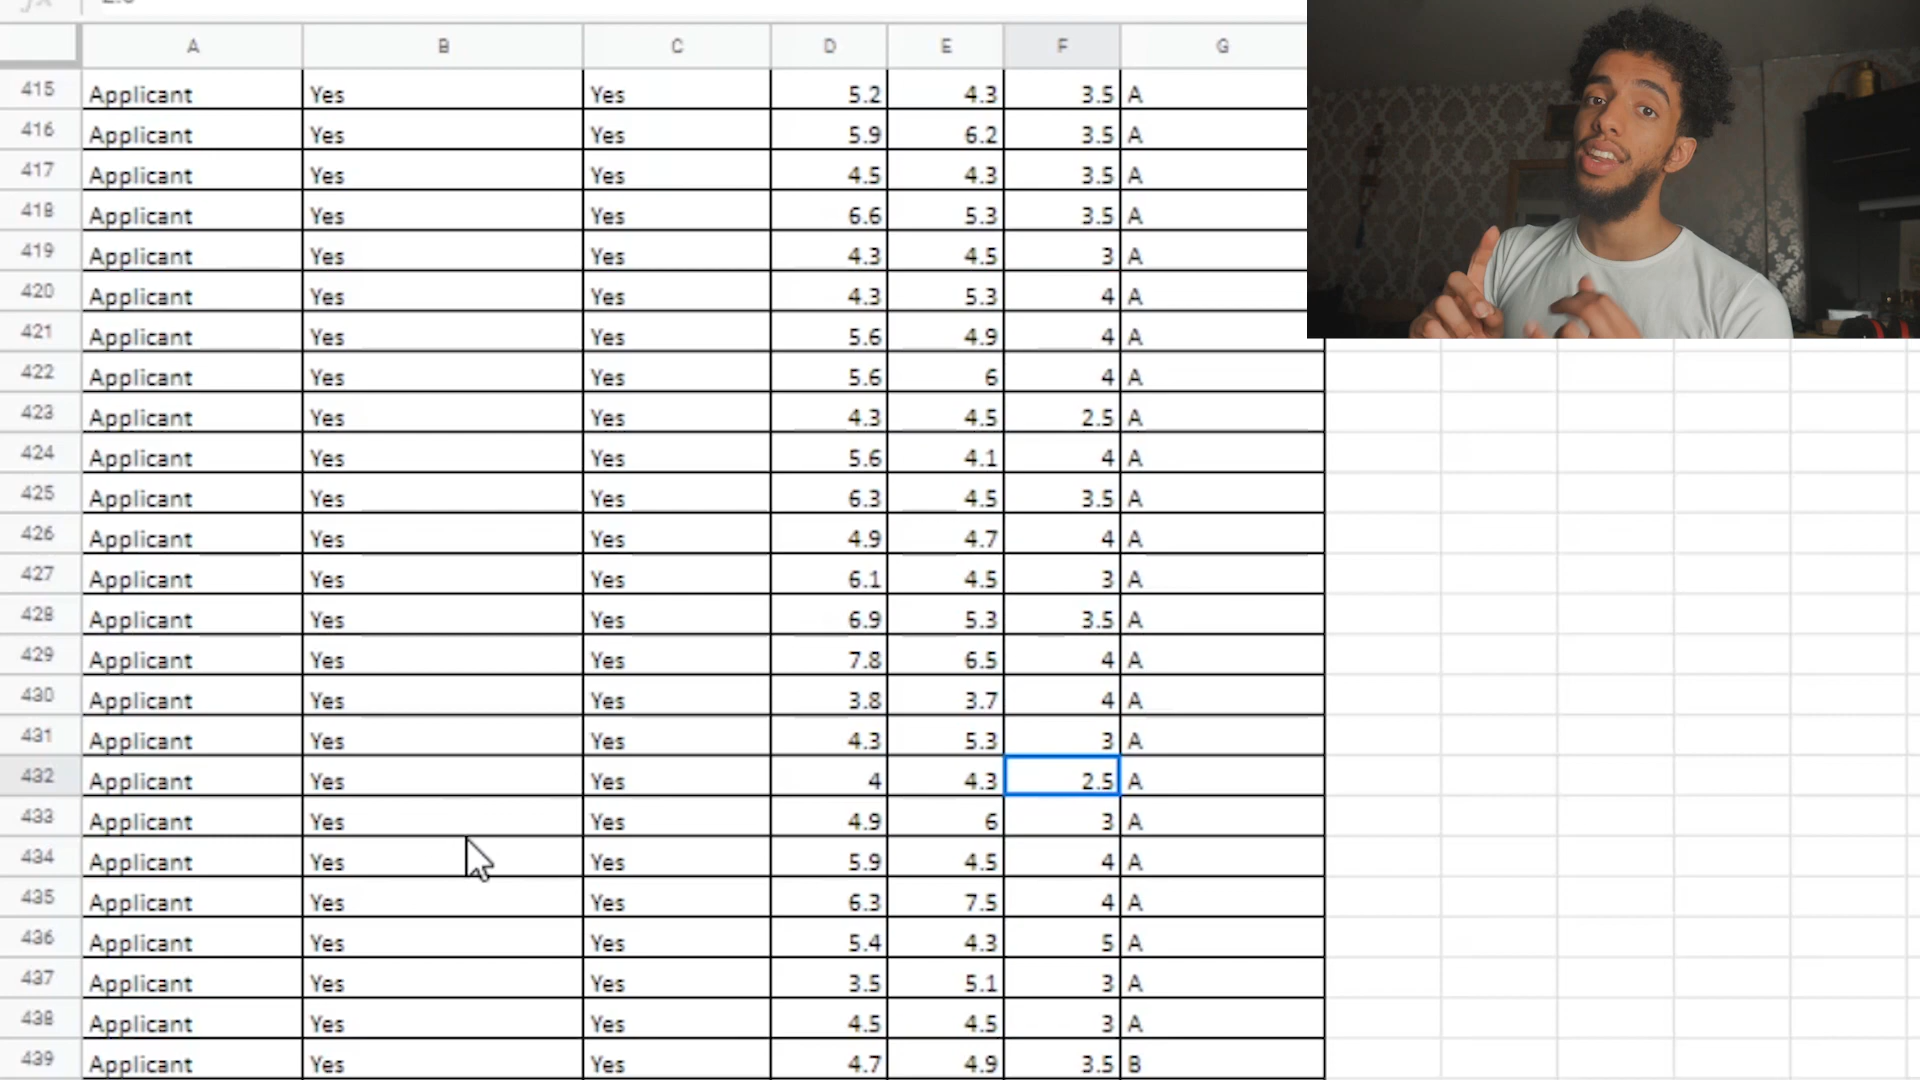 A B C D E F G
415 Applicant Yes Yes 5.2 4.3 3.5 A
416 Applicant Yes Yes 5.9 6.2 3.5 A
417 Applicant Yes Yes 4.5 4.3 3.5 A
418 Applicant Yes Yes 6.6 5.3 3.5 A
419 Applicant Yes Yes 4.3 4.5 3 A
420 Applicant Yes Yes 4.3 5.3 4 A
421 Applicant Yes Yes 5.6 4.9 4 A
422 Applicant Yes Yes 5.6 6 4 A
423 Applicant Yes Yes 4.3 4.5 2.5 A
424 Applicant Yes Yes 5.6 4.1 4 A
425 Applicant Yes Yes 6.3 4.5 3.5 A
426 Applicant Yes Yes 4.9 4.7 4 A
427 Applicant Yes Yes 6.1 4.5 3 A
428 Applicant Yes Yes 6.9 5.3 3.5 A
429 Applicant Yes Yes 7.8 6.5 4 A
430 Applicant Yes Yes 3.8 3.7 4 A
431 Applicant Yes Yes 4.3 5.3 3 A
432 Applicant Yes Yes 4 4.3 2.5 A
433 Applicant Yes Yes 4.9 6 3 A
434 Applicant Yes Yes 5.9 4.5 4 A
435 Applicant Yes Yes 6.3 7.5 4 A
436 Applicant Yes Yes 5.4 4.3 5 A
437 Applicant Yes Yes 3.5 5.1 3 A
438 Applicant Yes Yes 4.5 4.5 3 A
439 Applicant Yes Yes 4.7 4.9 3.5 B